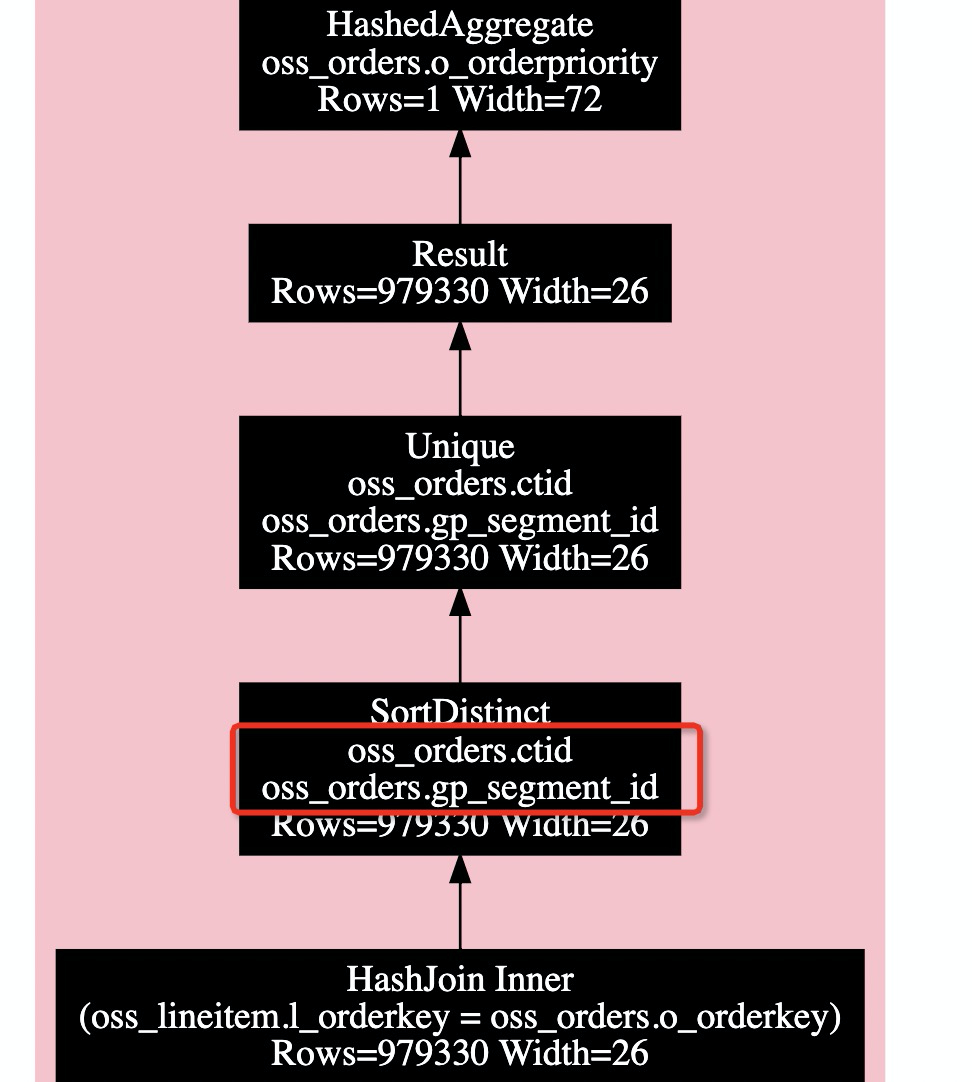 HashedAggregate
oss_orders.o_orderpriority
Rows=1 Width=72
Result
Rows=979330 Width=26
Unique
oss_orders.ctid
oss_orders.gp_segment_id
Rows=979330 Width=26
SortDistinct
oss_orders.ctid
oss_orders.gp_segment_id
Rows=979330 Width=26
HashJoin Inner
(oss_lineitem.l_orderkey = oss_orders.o_orderkey)
Rows=979330 Width=26